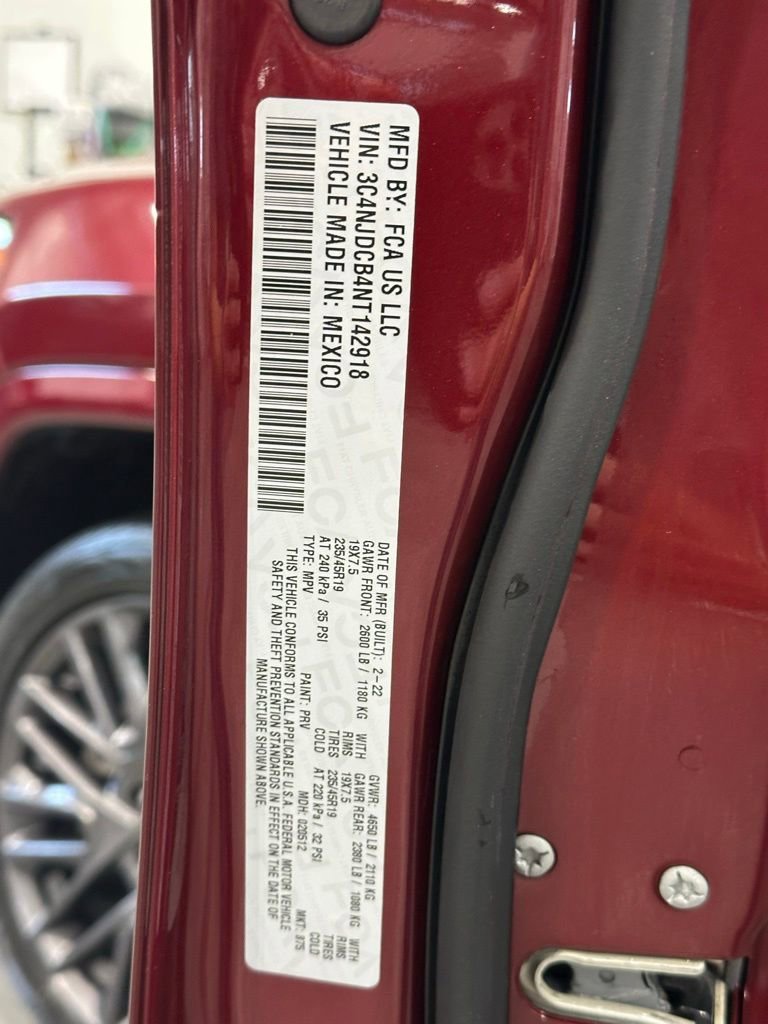 MFD BY: FCA US LLC
VIN: 3C4NJDCB4NT142918
VEHICLE MADE IN: MEXICO
DATE OF MFR (BUILT): 2-22 GVWR: 4650 LB / 2110 KG
GAWR FRONT: 2600 LB / 1180 KG WITH GAWR REAR: 2380 LB / 1080 KG WITH
19X7.5 RIMS 19X7.5 RIMS
235/45R19 TIRES 235/45R19 TIRES
AT 240 kPa / 35 PSI COLD AT 220 kPa / 32 PSI COLD
TYPE: MPV PAINT: PRV MDH: 020512 MKT: 875
THIS VEHICLE CONFORMS TO ALL APPLICABLE U.S.A. FEDERAL MOTOR VEHICLE
SAFETY AND THEFT PREVENTION STANDARDS IN EFFECT ON THE DATE OF
MANUFACTURE SHOWN ABOVE.